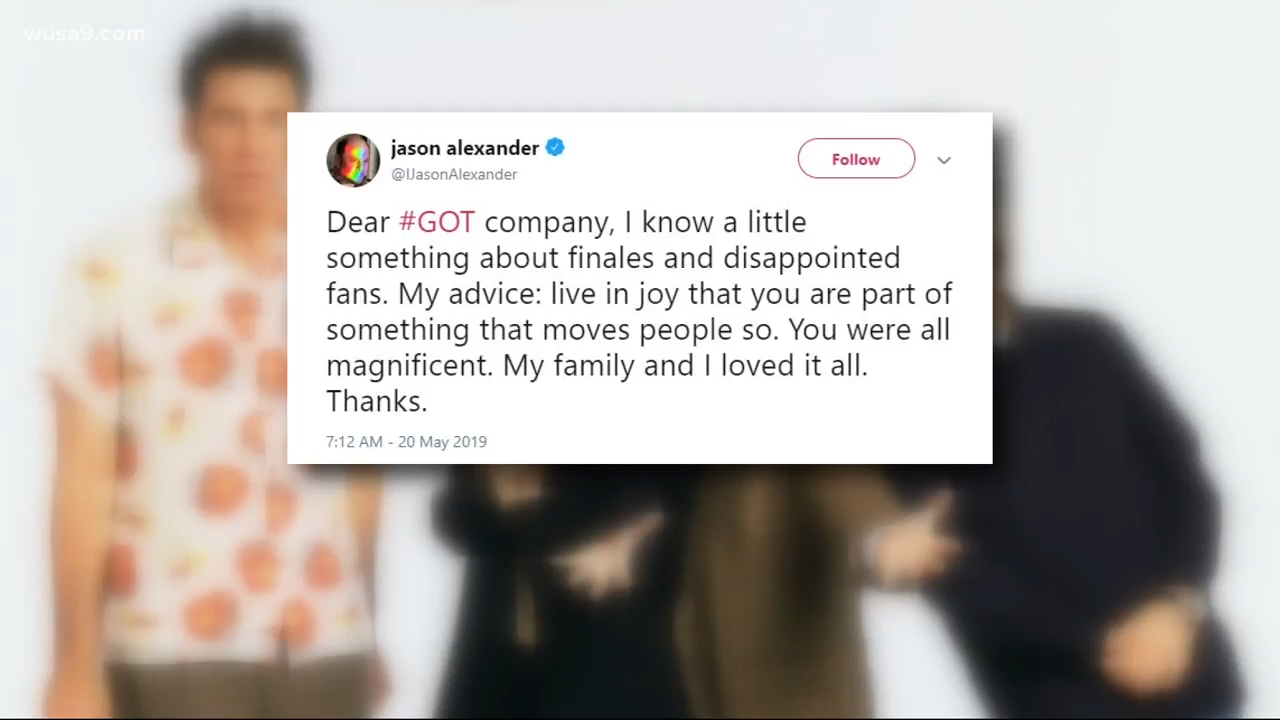 wusa9.com
jason alexander
@IJasonAlexander
Follow
Dear #GOT company, I know a little
something about finales and disappointed
fans. My advice: live in joy that you are part of
something that moves people so. You were all
magnificent. My family and I loved it all.
Thanks.
7:12 AM - 20 May 2019